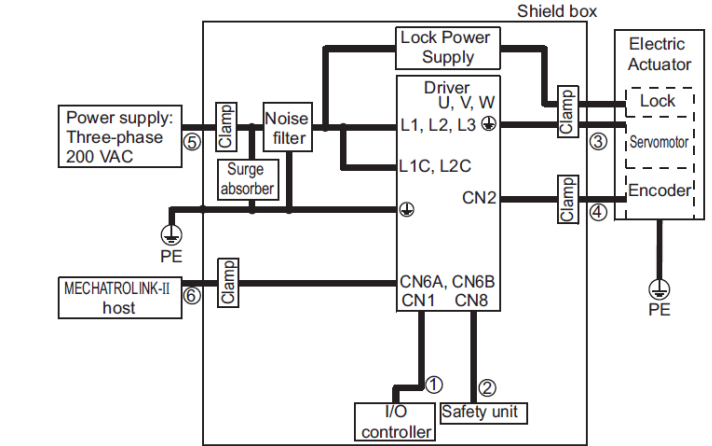 Shield box
Lock Power
Supply
Electric
Actuator
Driver
U, V, W
Lock
Power supply:
Three-phase
200 VAC
⑤
Clamp
Noise
filter
L1, L2, L3
Clamp
③
Servomotor
Surge
absorber
L1C, L2C
CN2
Clamp
④
Encoder
PE
MECHATROLINK-II
host
⑥
Clamp
CN6A, CN6B
CN1 CN8
PE
①
②
I/O
controller
Safety unit